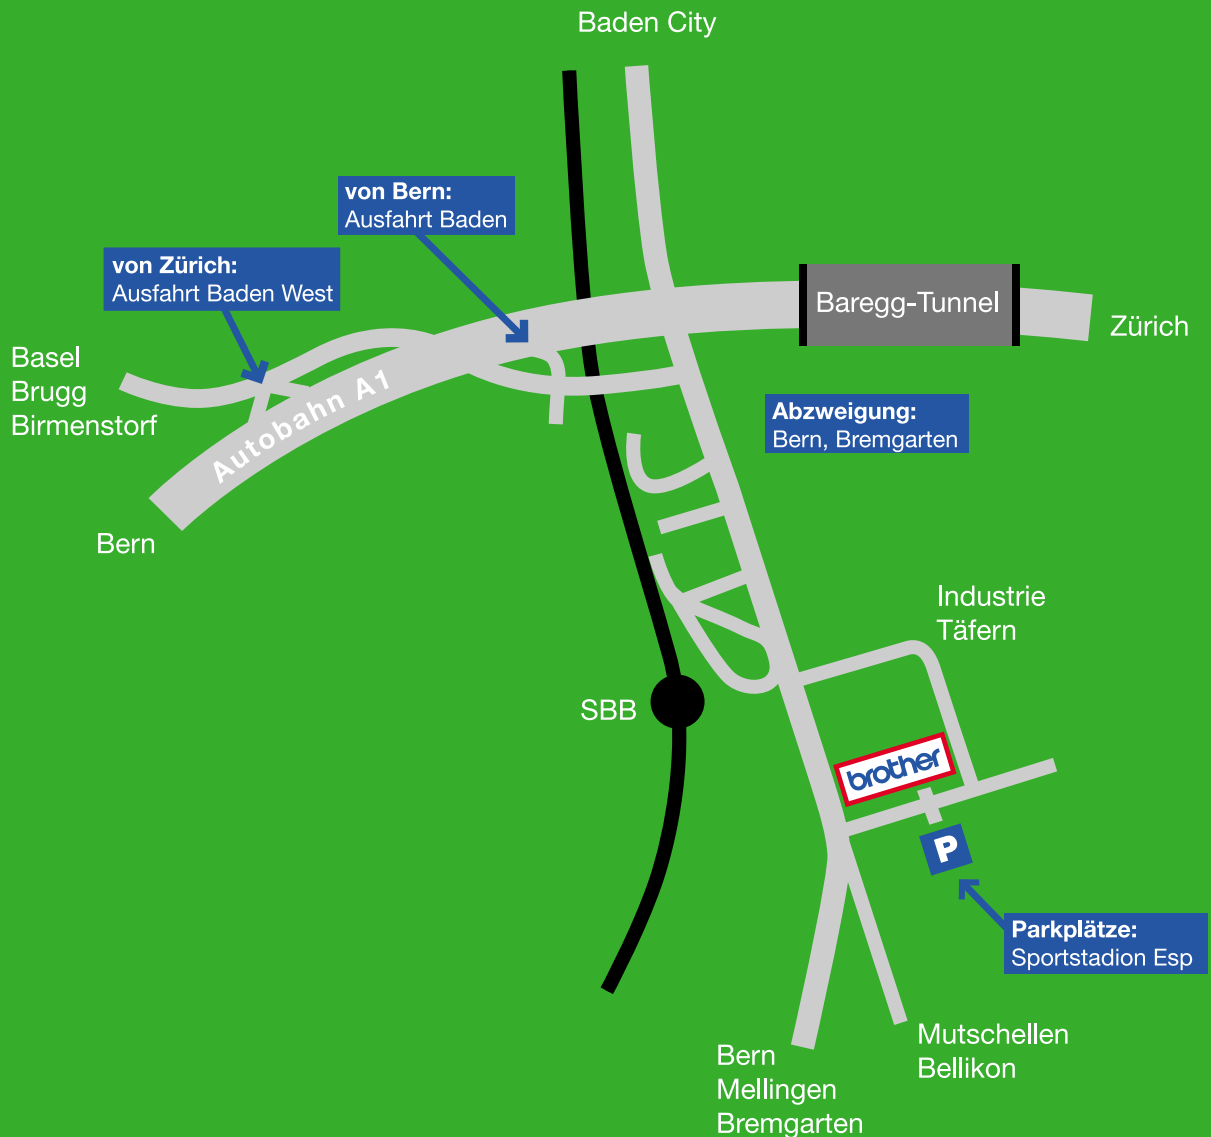 Baden City
von Bern:
Ausfahrt Baden
von Zürich:
Ausfahrt Baden West
Baregg-Tunnel
Zürich
Basel
Brugg
Birmenstorf
Autobahn A1
Abzweigung:
Bern, Bremgarten
Bern
Industrie
Täfern
SBB
brother
P
Parkplätze:
Sportstadion Esp
Mutschellen
Bellikon
Bern
Mellingen
Bremgarten